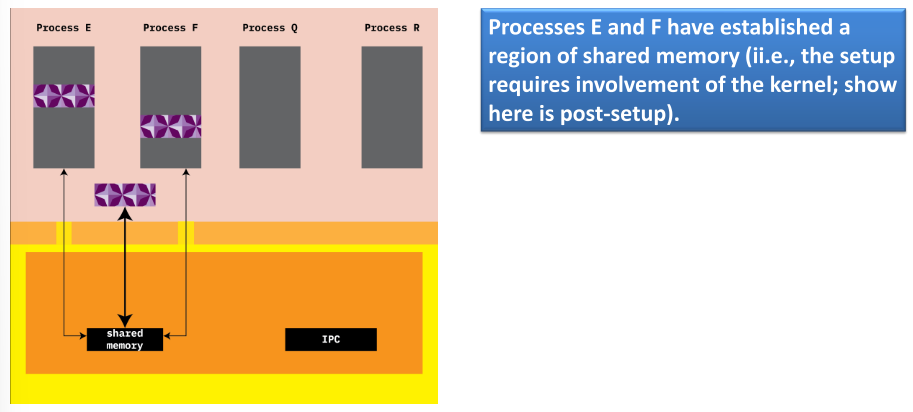 Process E Process F Process Q Process R
shared
memory
IPC
Processes E and F have established a
region of shared memory (ii.e., the setup
requires involvement of the kernel; show
here is post-setup).